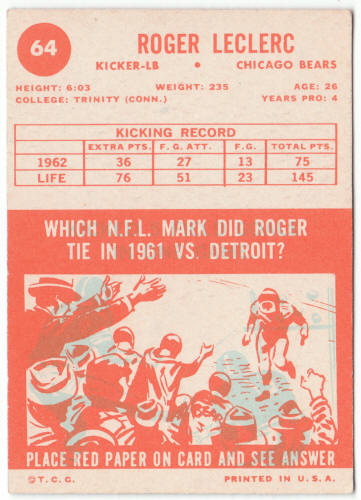 64
ROGER LECLERC
KICKER-LB • CHICAGO BEARS
HEIGHT: 6:03 WEIGHT: 235 AGE: 26
COLLEGE: TRINITY (CONN.) YEARS PRO: 4
KICKING RECORD
EXTRA PTS. F.G. ATT. F.G. TOTAL PTS.
1962 36 27 13 75
LIFE 76 51 23 145
WHICH N.F.L. MARK DID ROGER
TIE IN 1961 VS. DETROIT?
BEARS
PLACE RED PAPER ON CARD AND SEE ANSWER
© T.C.G. PRINTED IN U.S.A.